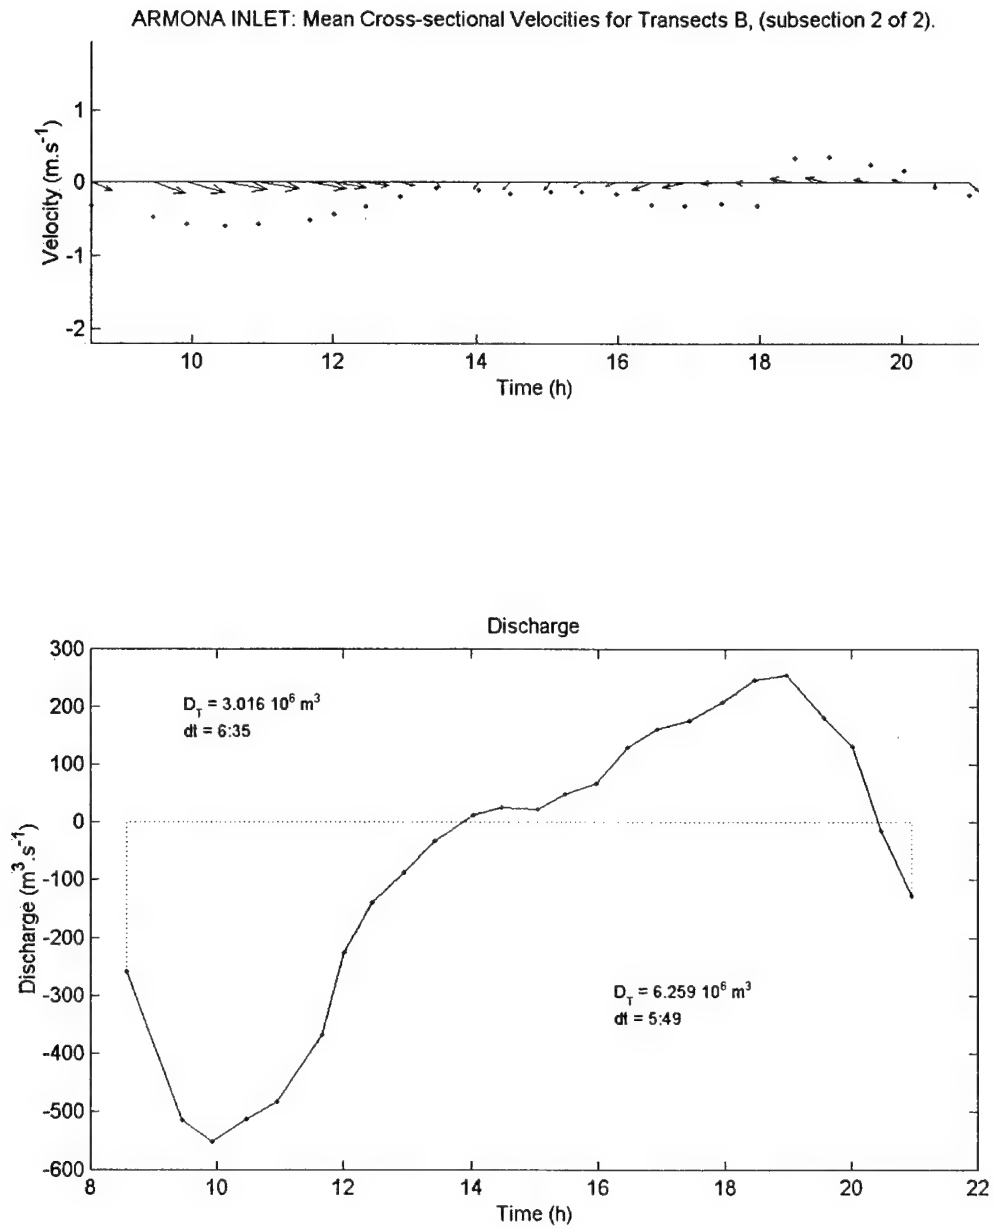 ARMONA INLET: Mean Cross-sectional Velocities for Transects B, (subsection 2 of 2).
1
0
-1
-2
Velocity (m.s⁻¹)
10 12 14 16 18 20
Time (h)
Discharge
300
200
100
0
-100
-200
-300
-400
-500
-600
Discharge (m³.s⁻¹)
D_T = 3.016 10⁶ m³
dt = 6:35
D_T = 6.259 10⁶ m³
dt = 5:49
8 10 12 14 16 18 20 22
Time (h)